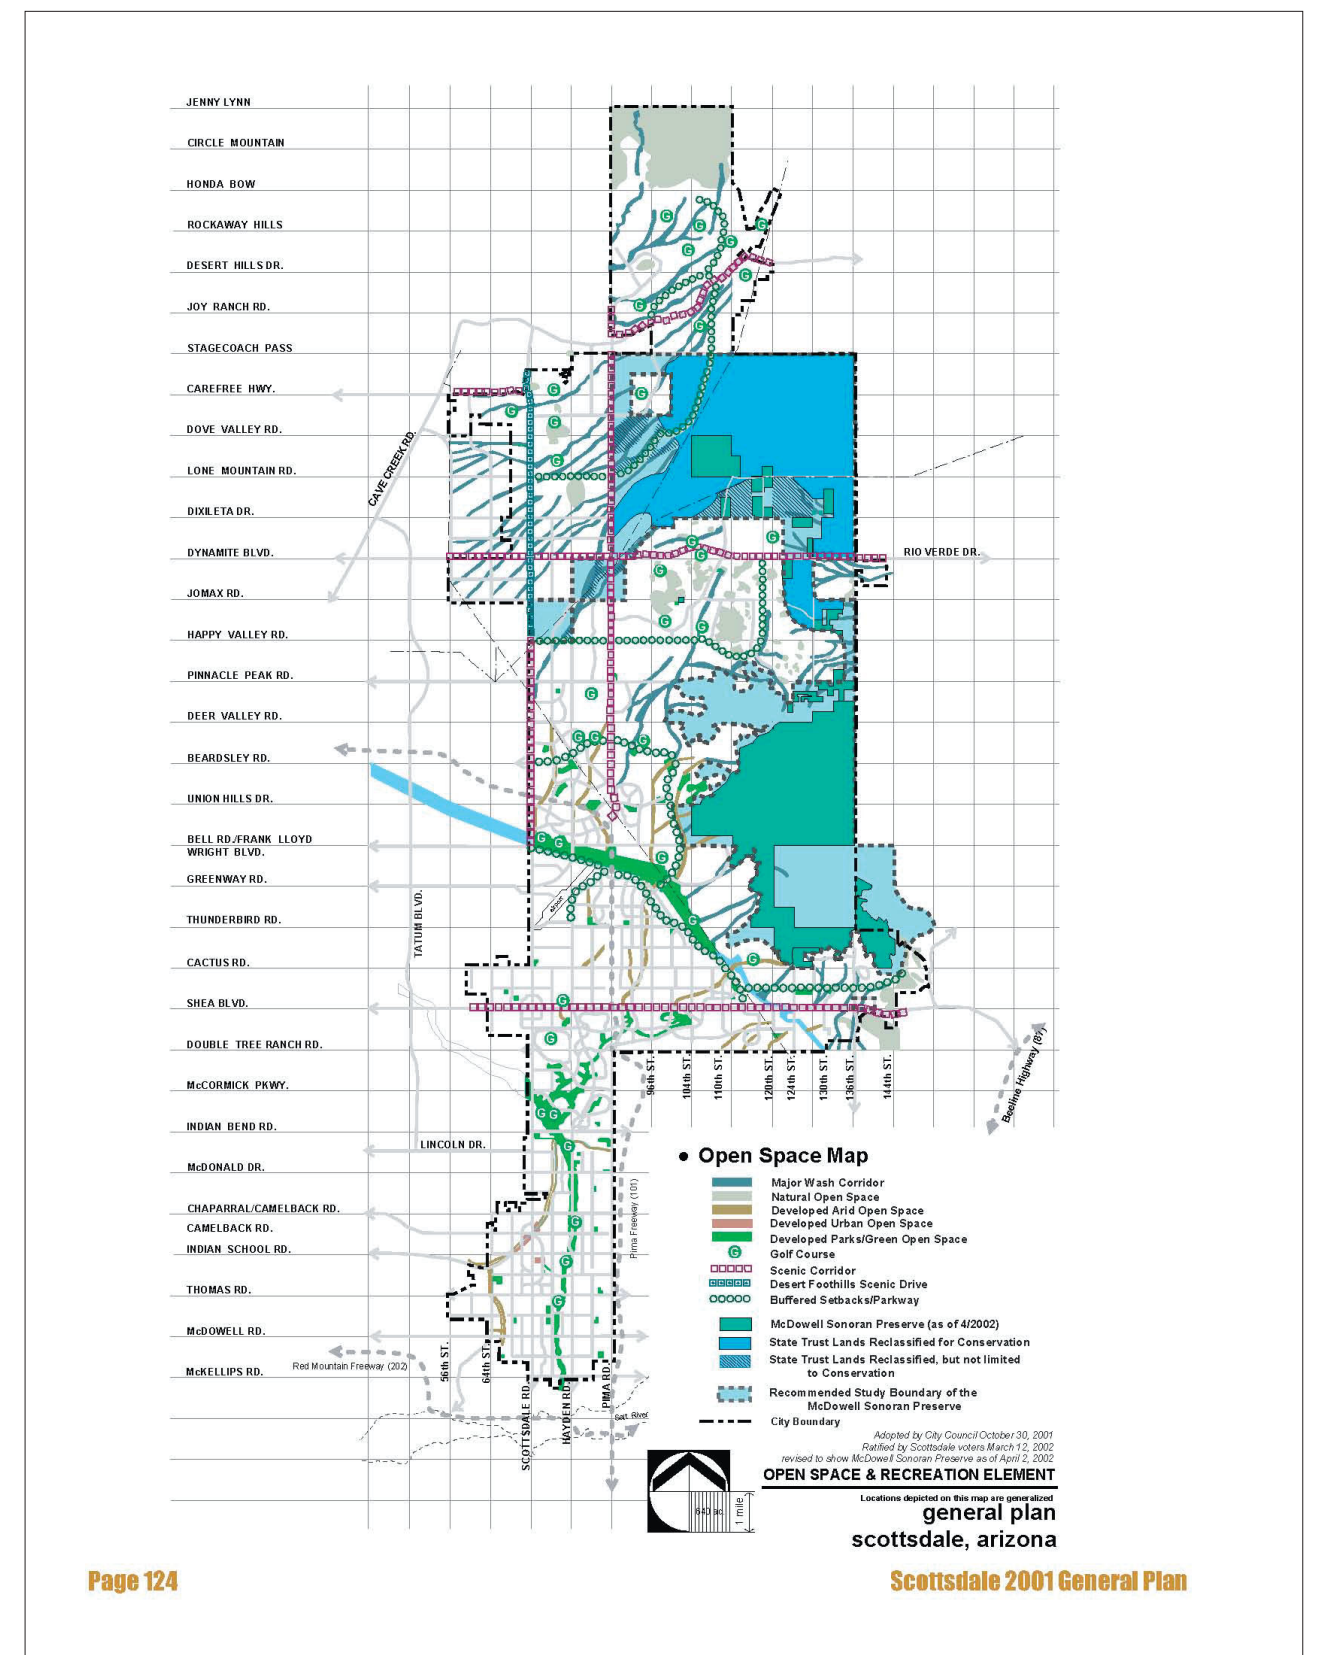 JENNY LYNN
CIRCLE MOUNTAIN
HONDA BOW
ROCKAWAY HILLS
DESERT HILLS DR.
JOY RANCH RD.
STAGECOACH PASS
CAREFREE HWY.
DOVE VALLEY RD.
CAVE CREEK RD.
LONE MOUNTAIN RD.
DIXILETA DR.
DYNAMITE BLVD.
RIO VERDE DR.
JOMAX RD.
HAPPY VALLEY RD.
PINNACLE PEAK RD.
DEER VALLEY RD.
BEARDSLEY RD.
UNION HILLS DR.
BELL RD./FRANK LLOYD
WRIGHT BLVD.
GREENWAY RD.
airport
THUNDERBIRD RD.
TATUM BLVD.
CACTUS RD.
SHEA BLVD.
DOUBLE TREE RANCH RD.
96th ST.
104th ST.
110th ST.
120th ST.
124th ST.
130th ST.
136th ST.
144th ST.
Beeline Highway (87)
McCORMICK PKWY.
INDIAN BEND RD.
LINCOLN DR.
McDONALD DR.
CHAPARRAL/CAMELBACK RD.
CAMELBACK RD.
INDIAN SCHOOL RD.
Pima Freeway (101)
THOMAS RD.
McDOWELL RD.
Red Mountain Freeway (202)
McKELLIPS RD.
56th ST.
64th ST.
SCOTTSDALE RD.
HAYDEN RD.
PIMA RD.
Salt River
• Open Space Map
Major Wash Corridor
Natural Open Space
Developed Arid Open Space
Developed Urban Open Space
Developed Parks/Green Open Space
G Golf Course
Scenic Corridor
Desert Foothills Scenic Drive
Buffered Setbacks/Parkway
McDowell Sonoran Preserve (as of 4/2002)
State Trust Lands Reclassified for Conservation
State Trust Lands Reclassified, but not limited
to Conservation
Recommended Study Boundary of the
McDowell Sonoran Preserve
City Boundary
Adopted by City Council October 30, 2001
Ratified by Scottsdale voters March 12, 2002
revised to show McDowell Sonoran Preserve as of April 2, 2002
OPEN SPACE & RECREATION ELEMENT
Locations depicted on this map are generalized
general plan
scottsdale, arizona
640 ac.
1 mile
Page 124
Scottsdale 2001 General Plan